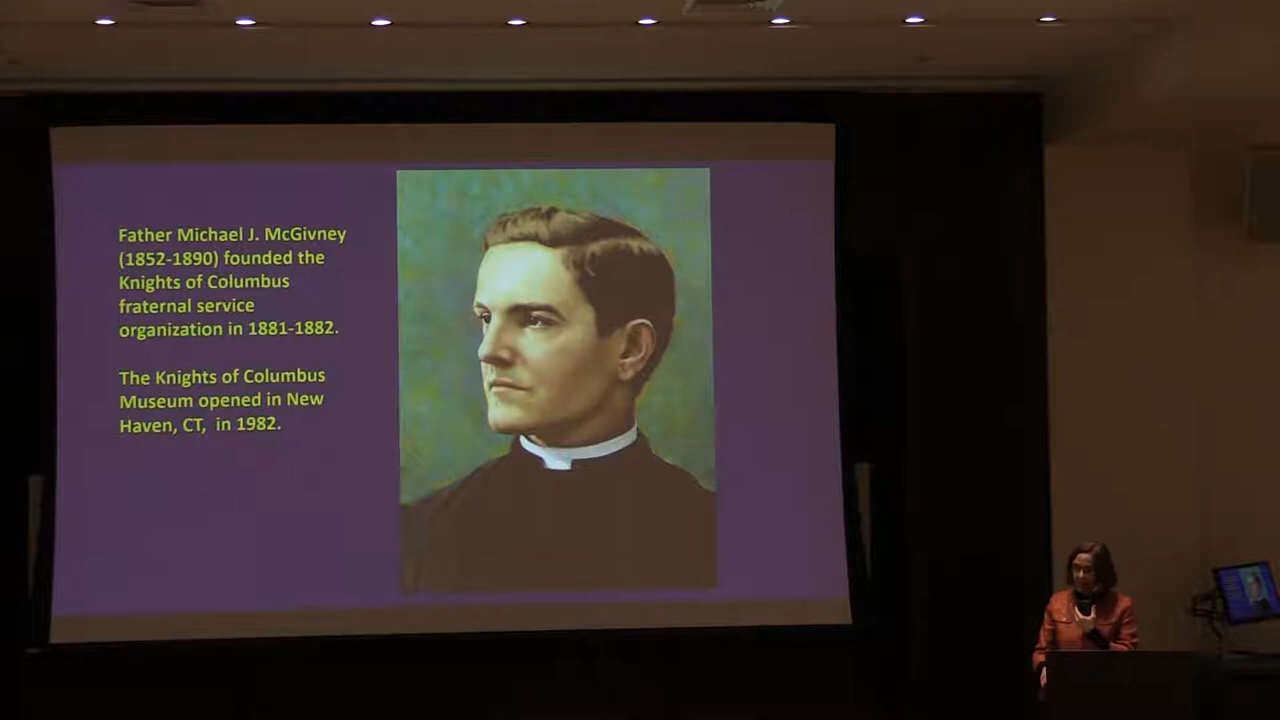 Father Michael J. McGivney
(1852-1890) founded the
Knights of Columbus
fraternal service
organization in 1881-1882.
The Knights of Columbus
Museum opened in New
Haven, CT, in 1982.